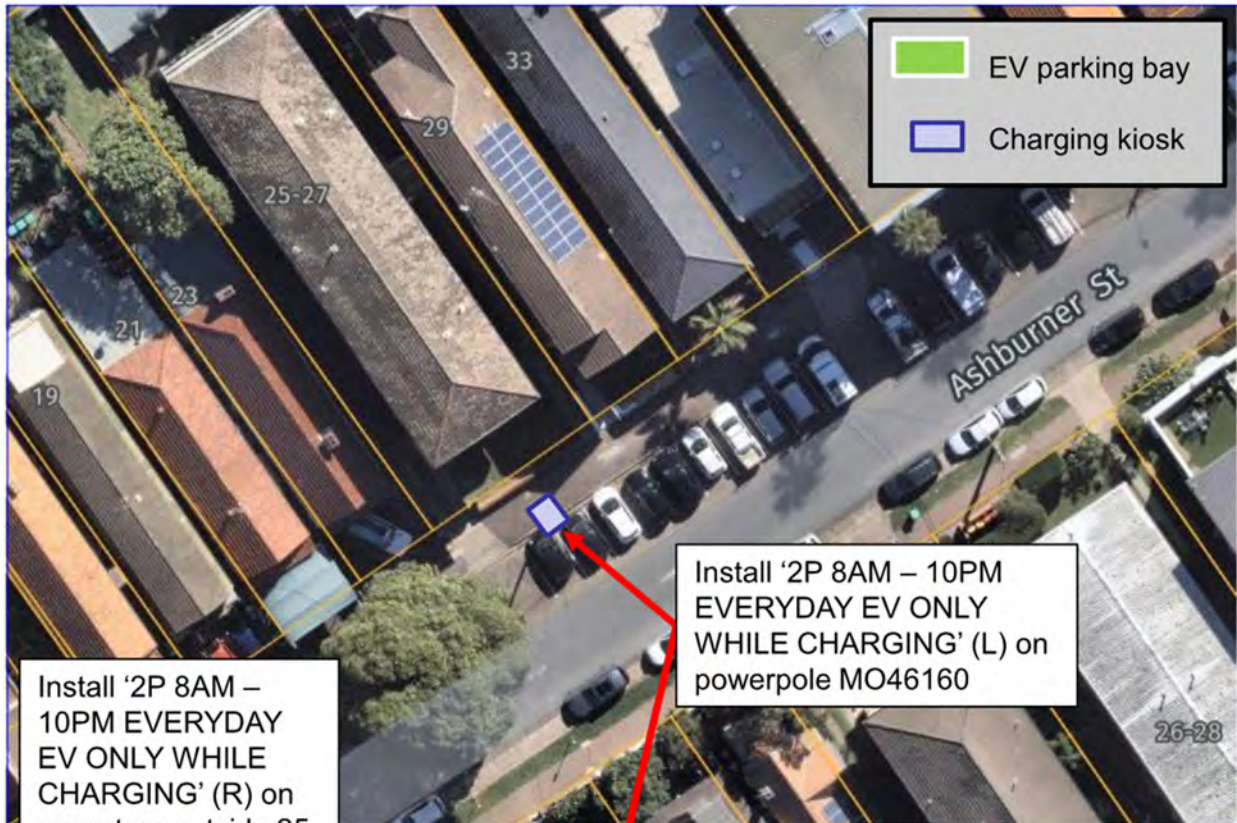 EV parking bay
Charging kiosk
33
29
25-27
23
21
19
Ashburner St
Install ‘2P 8AM – 10PM
EVERYDAY EV ONLY
WHILE CHARGING’ (L) on
powerpole MO46160
26-28
Install ‘2P 8AM –
10PM EVERYDAY
EV ONLY WHILE
CHARGING’ (R) on